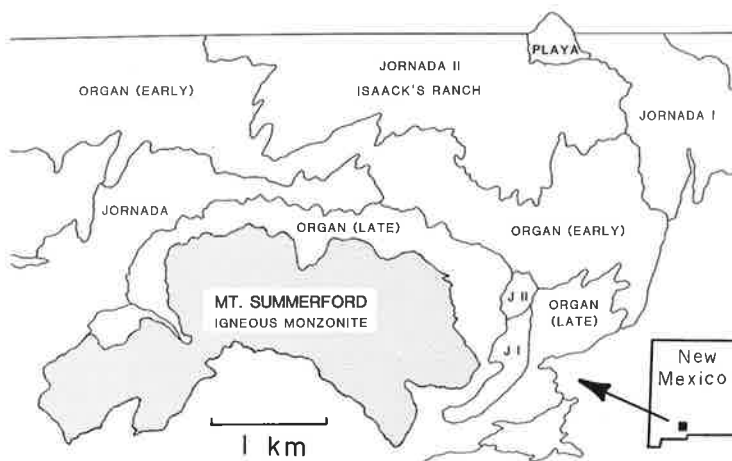 PLAYA
JORNADA II
ISAACK'S RANCH
ORGAN (EARLY)
JORNADA I
JORNADA
ORGAN (LATE)
ORGAN (EARLY)
MT. SUMMERFORD
IGNEOUS MONZONITE
J II
ORGAN
(LATE)
J I
New
Mexico
1 km